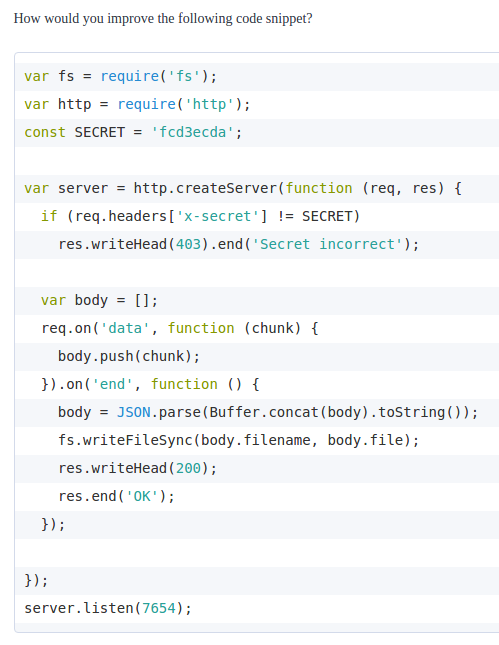 How would you improve the following code snippet?
var fs = require('fs');
var http = require('http');
const SECRET = 'fcd3ecda';
var server = http.createServer(function (req, res) {
  if (req.headers['x-secret'] != SECRET)
    res.writeHead(403).end('Secret incorrect');
  var body = [];
  req.on('data', function (chunk) {
    body.push(chunk);
  }).on('end', function () {
    body = JSON.parse(Buffer.concat(body).toString());
    fs.writeFileSync(body.filename, body.file);
    res.writeHead(200);
    res.end('OK');
  });
});
server.listen(7654);